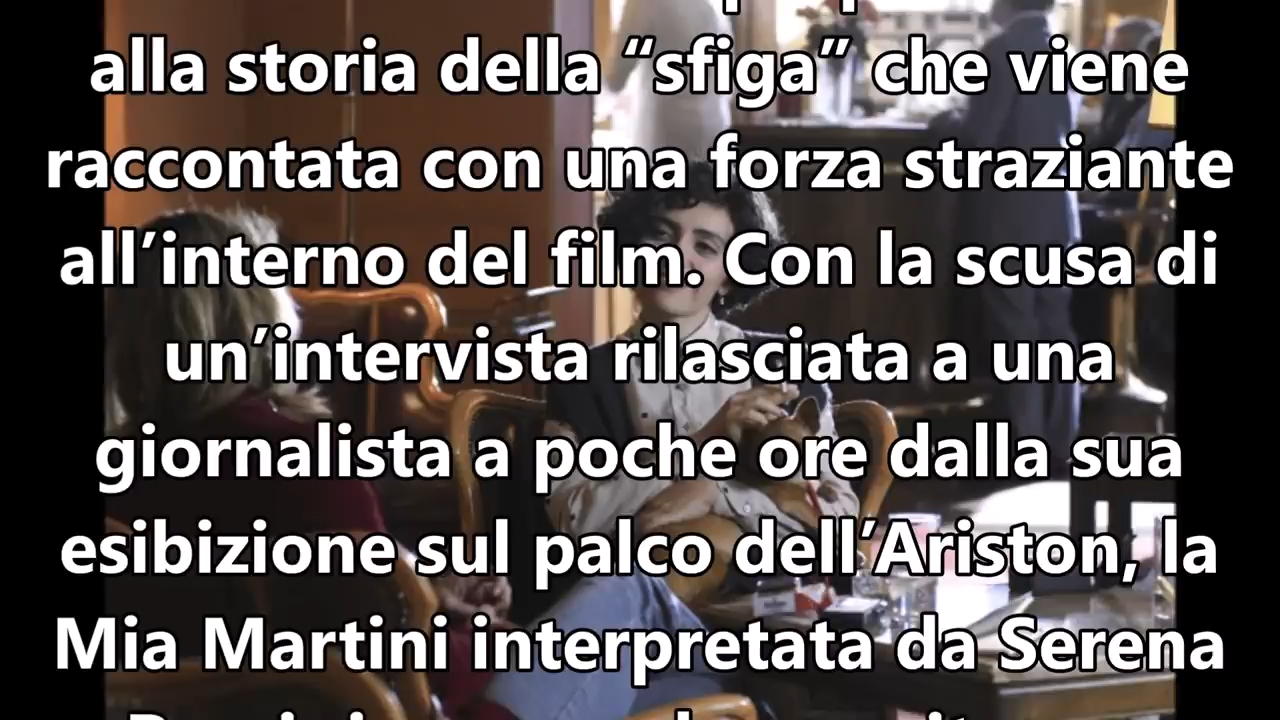 alla storia della “sfiga” che viene
raccontata con una forza straziante
all’interno del film. Con la scusa di
un’intervista rilasciata a una
giornalista a poche ore dalla sua
esibizione sul palco dell’Ariston, la
Mia Martini interpretata da Serena